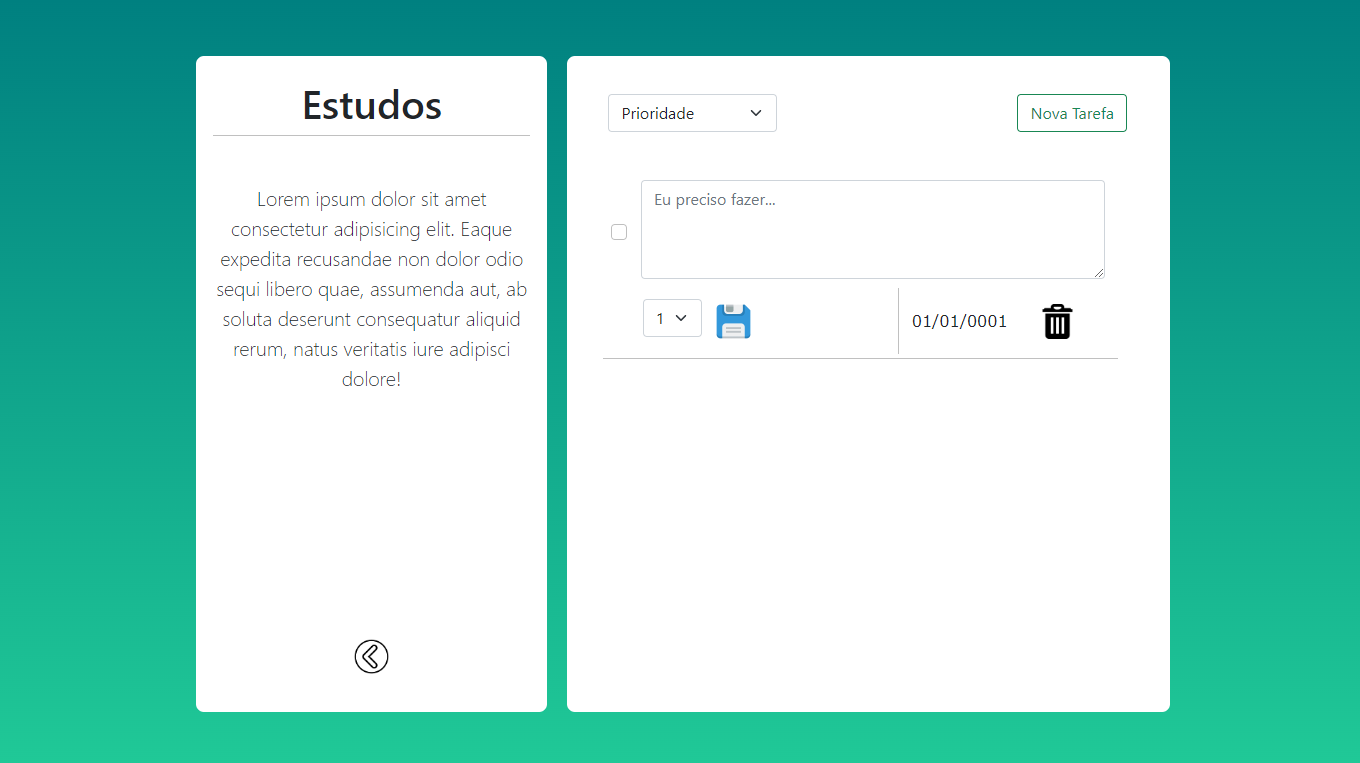 Estudos
Lorem ipsum dolor sit amet
consectetur adipisicing elit. Eaque
expedita recusandae non dolor odio
sequi libero quae, assumenda aut, ab
soluta deserunt consequatur aliquid
rerum, natus veritatis iure adipisci
dolore!
Prioridade
Nova Tarefa
Eu preciso fazer...
1
01/01/0001